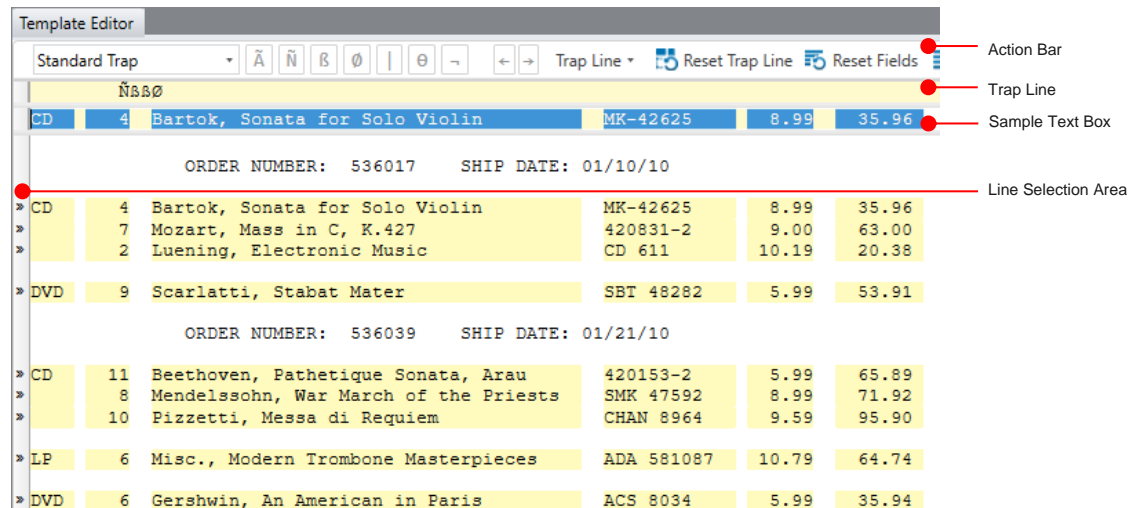 Template Editor
Standard Trap Ã Ñ ß Ø | ɵ ¬ ← → Trap Line Reset Trap Line Reset Fields Action Bar
ÑßßØ Trap Line
CD 4 Bartok, Sonata for Solo Violin MK-42625 8.99 35.96 Sample Text Box
ORDER NUMBER: 536017 SHIP DATE: 01/10/10
Line Selection Area
» CD 4 Bartok, Sonata for Solo Violin MK-42625 8.99 35.96
» 7 Mozart, Mass in C, K.427 420831-2 9.00 63.00
» 2 Luening, Electronic Music CD 611 10.19 20.38
» DVD 9 Scarlatti, Stabat Mater SBT 48282 5.99 53.91
ORDER NUMBER: 536039 SHIP DATE: 01/21/10
» CD 11 Beethoven, Pathetique Sonata, Arau 420153-2 5.99 65.89
» 8 Mendelssohn, War March of the Priests SMK 47592 8.99 71.92
» 10 Pizzetti, Messa di Requiem CHAN 8964 9.59 95.90
» LP 6 Misc., Modern Trombone Masterpieces ADA 581087 10.79 64.74
» DVD 6 Gershwin, An American in Paris ACS 8034 5.99 35.94